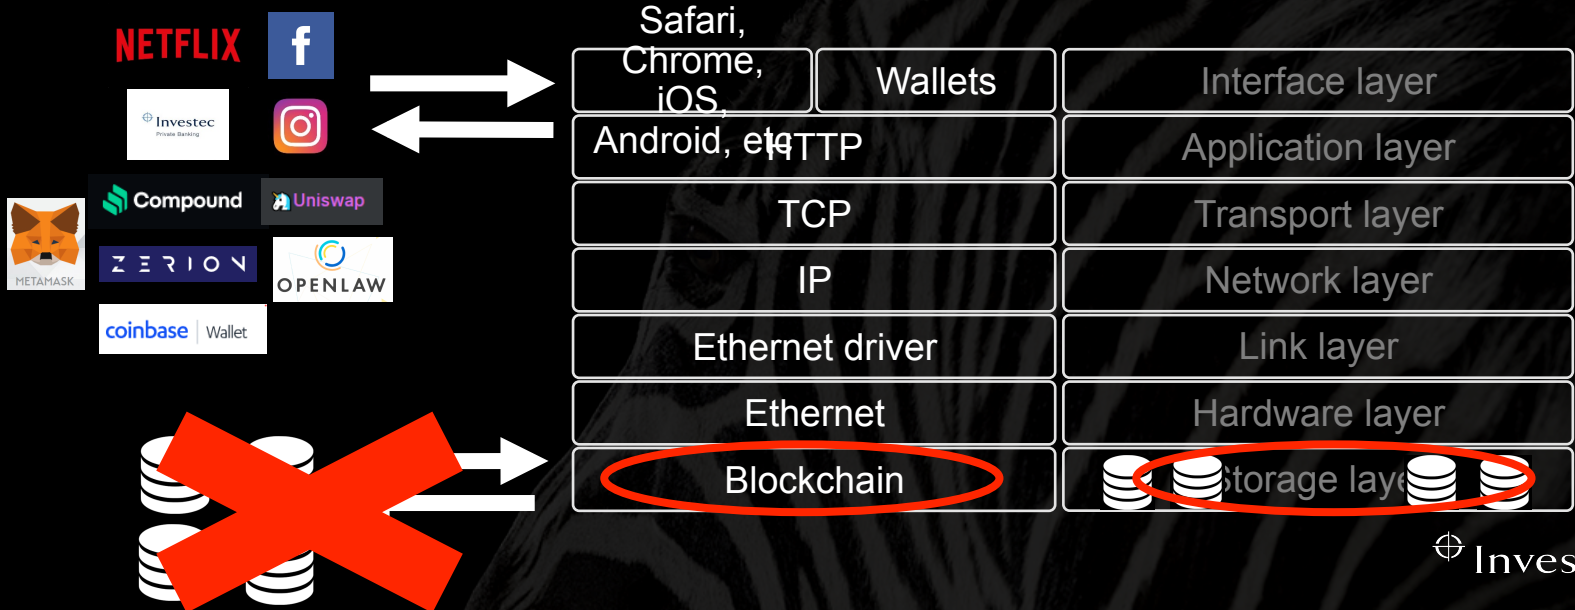 NETFLIX
f
Investec
Private Banking
Compound
Uniswap
METAMASK
ZERION
OPENLAW
coinbase | Wallet
Safari,
Chrome,
iOS,
Android, etc
Wallets
Interface layer
HTTP
Application layer
TCP
Transport layer
IP
Network layer
Ethernet driver
Link layer
Ethernet
Hardware layer
Blockchain
Storage layer
Inves